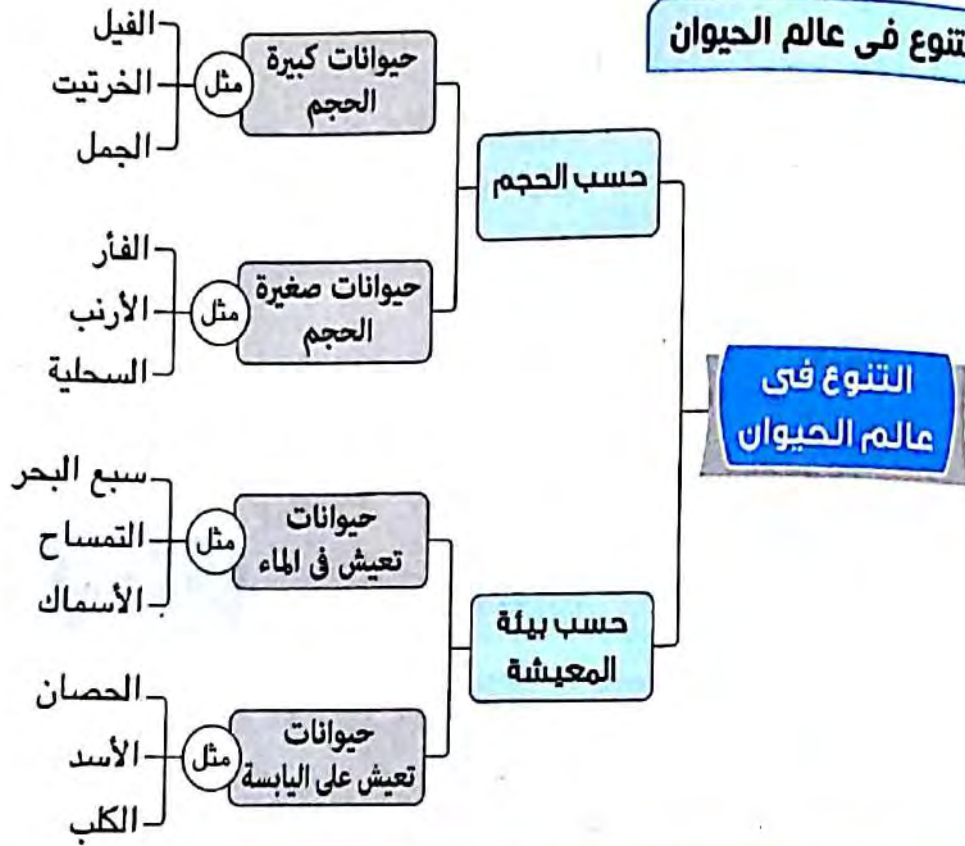 لتنوع فى عالم الحيوان
التنوع فى
عالم الحيوان
حسب الحجم
حيوانات كبيرة
الحجم
مثل
الفيل
الخرتيت
الجمل
حيوانات صغيرة
الحجم
مثل
الفأر
الأرنب
السحلية
حسب بيئة
المعيشة
حيوانات
تعيش فى الماء
مثل
سبع البحر
التمساح
الأسماك
حيوانات
تعيش على اليابسة
مثل
الحصان
الأسد
الكلب